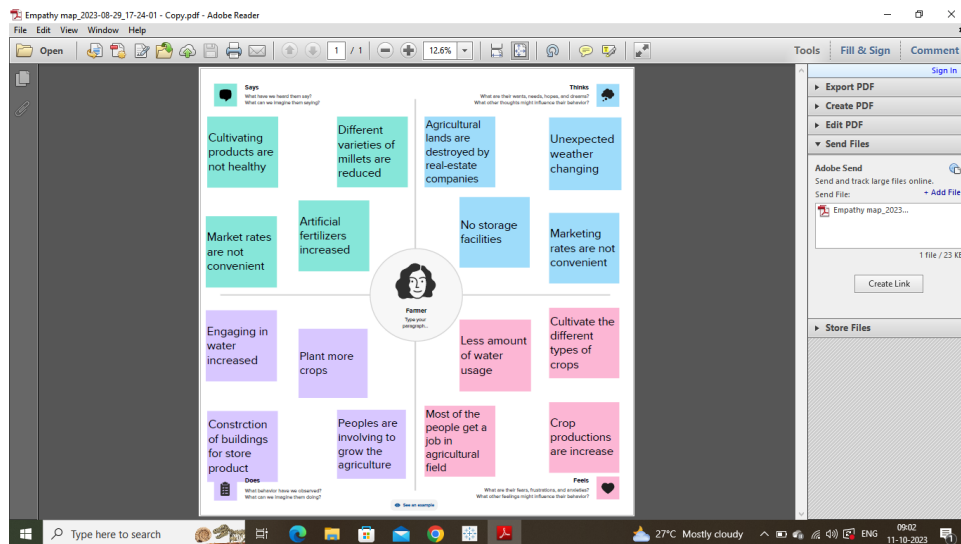 Empathy map_2023-08-29_17-24-01 - Copy.pdf - Adobe Reader
File Edit View Window Help
Open
1 / 1
12.6%
Tools Fill & Sign Comment
Sign In
Export PDF
Create PDF
Edit PDF
Send Files
Adobe Send
Send and track large files online.
Send File:
+ Add File
Empathy map_2023...
1 file / 23 KB
Create Link
Store Files
Says
What have we heard them say?
What can we imagine them saying?
Thinks
What are their wants, needs, hopes, and dreams?
What other thoughts might influence their behavior?
Cultivating
products are
not healthy
Different
varieties of
millets are
reduced
Agricultural
lands are
destroyed by
real-estate
companies
Unexpected
weather
changing
Market rates
are not
convenient
Artificial
fertilizers
increased
No storage
facilities
Marketing
rates are not
convenient
Farmer
Type your
paragraph...
Engaging in
water
increased
Plant more
crops
Less amount
of water
usage
Cultivate the
different
types of
crops
Constrction
of buildings
for store
product
Peoples are
involving to
grow the
agriculture
Most of the
people get a
job in
agricultural
field
Crop
productions
are increase
Does
What behavior have we observed?
What can we imagine them doing?
Feels
What are their fears, frustrations, and anxieties?
What other feelings might influence their behavior?
See an example
Type here to search
27°C Mostly cloudy
ENG
09:02
11-10-2023